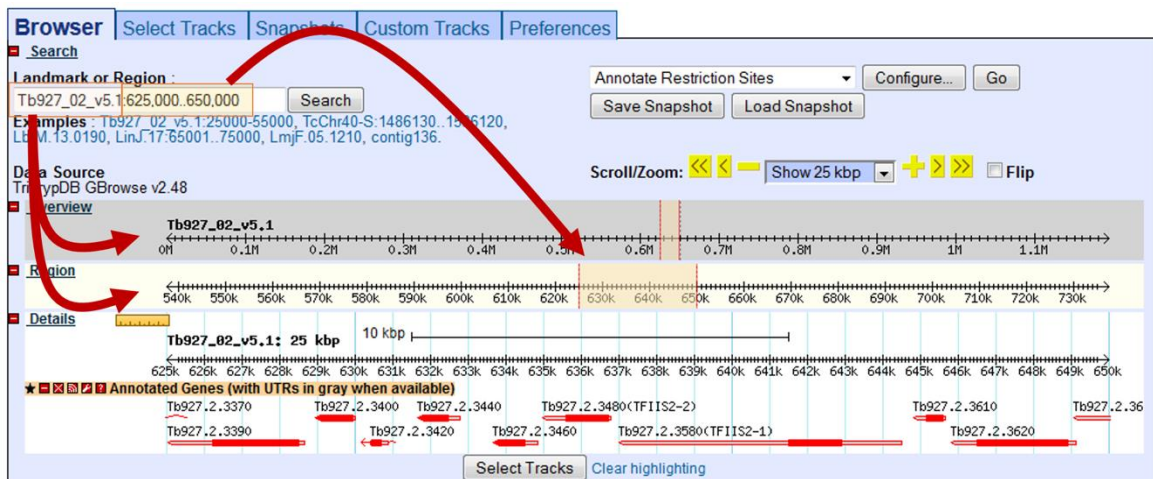 Browser Select Tracks Snapshots Custom Tracks Preferences
Search
Landmark or Region :
Annotate Restriction Sites Configure... Go
Tb927_02_v5.1:625,000..650,000 Search
Save Snapshot Load Snapshot
Examples : Tb927_02_v5.1:25000-55000, TcChr40-S:1486130..
LinJ.17:65001..75000, LmjF.05.1210, contig136.
Data Source
TriTrypDB GBrowse v2.48
Scroll/Zoom: << < Show 25 kbp > >> Flip
Overview
Tb927_02_v5.1
0M 0.1M 0.2M 0.3M 0.4M 0.5M 0.6M 0.7M 0.8M 0.9M 1M 1.1M
Region
540k 550k 560k 570k 580k 590k 600k 610k 620k 630k 640k 650k 660k 670k 680k 690k 700k 710k 720k 730k
Details
Tb927_02_v5.1: 25 kbp 10 kbp
625k 626k 627k 628k 629k 630k 631k 632k 633k 634k 635k 636k 637k 638k 639k 640k 641k 642k 643k 644k 645k 646k 647k 648k 649k 650k
Annotated Genes (with UTRs in gray when available)
Tb927.2.3370 Tb927.2.3400 Tb927.2.3440 Tb927.2.3480(TFIIS2-2) Tb927.2.3610 Tb927.2.36
Tb927.2.3390 Tb927.2.3420 Tb927.2.3460 Tb927.2.3580(TFIIS2-1) Tb927.2.3620
Select Tracks Clear highlighting